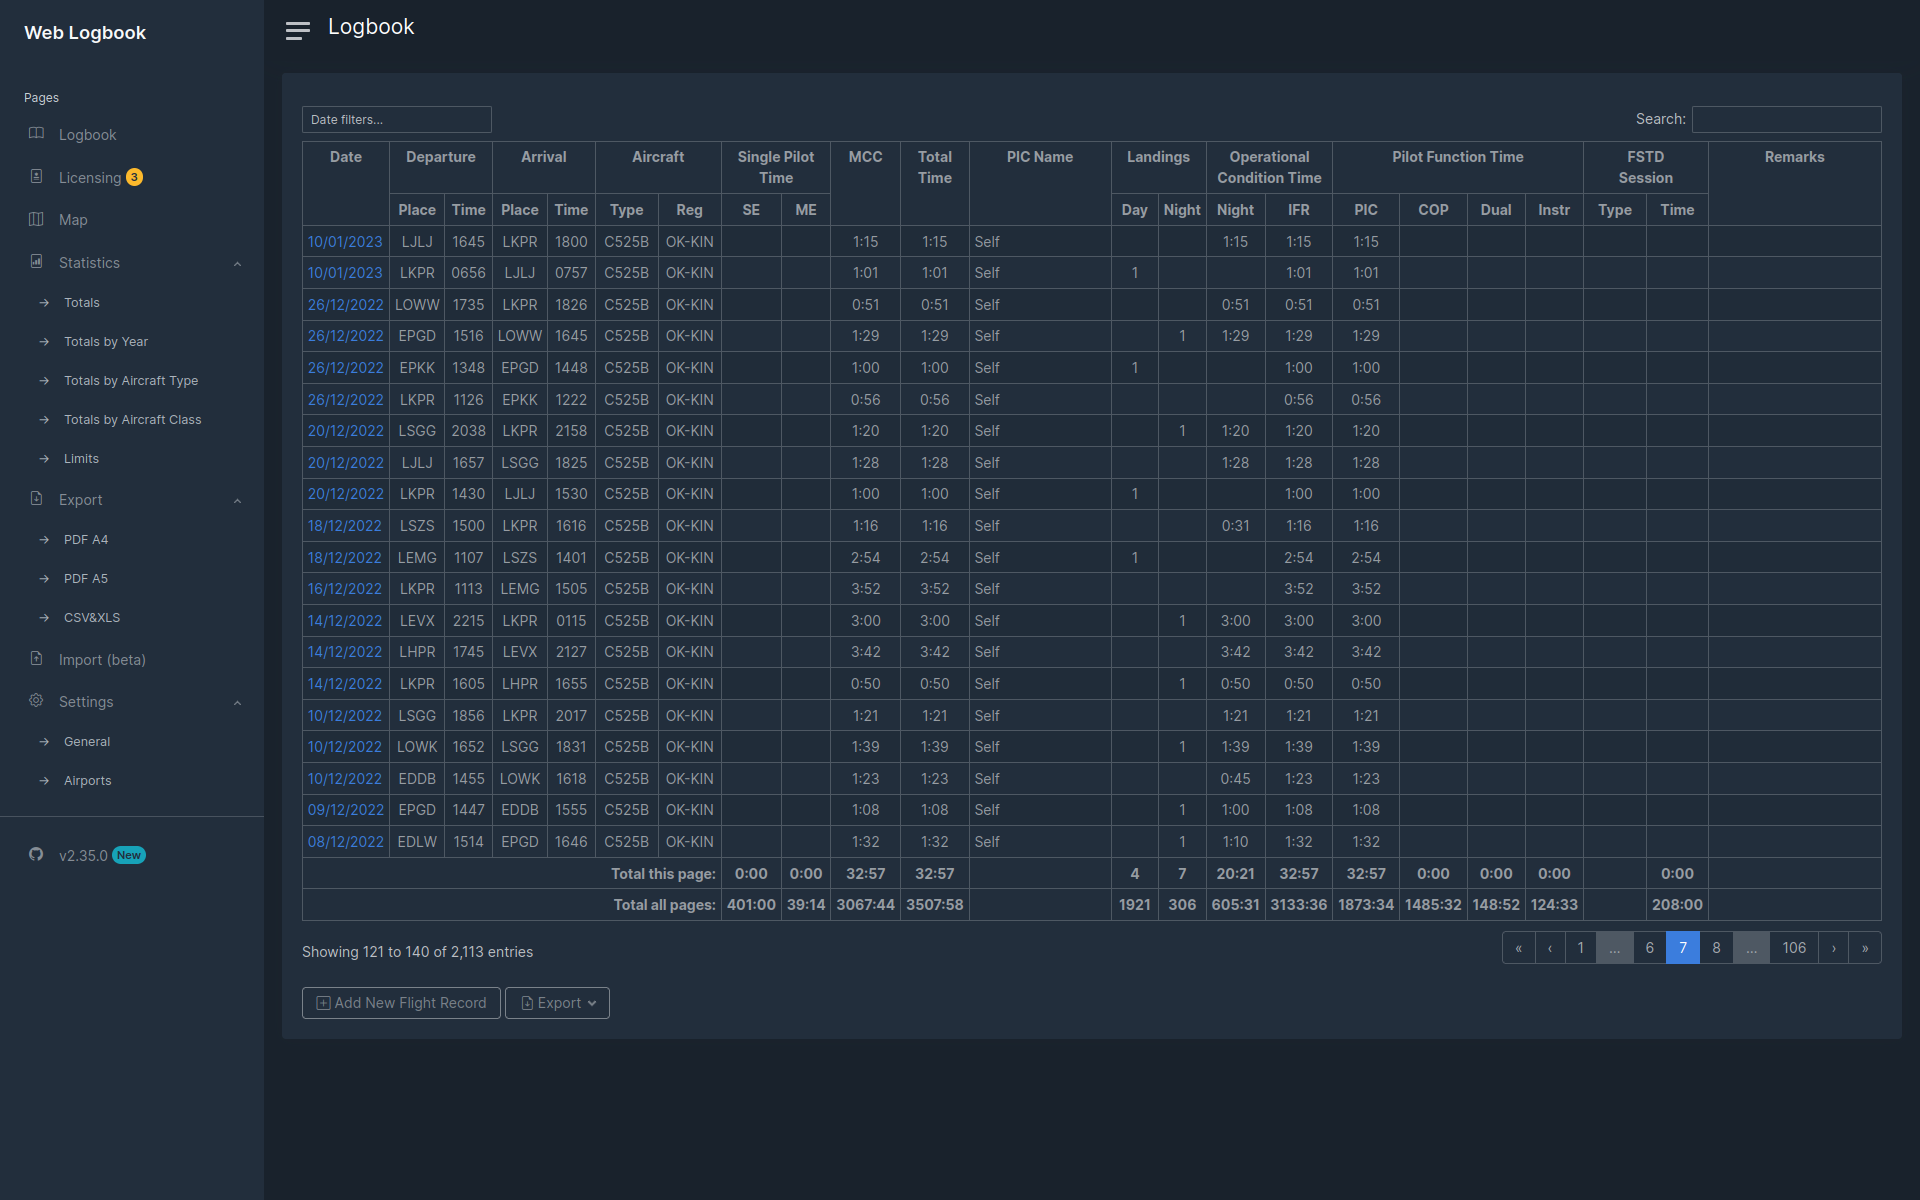 Web Logbook
Pages
Logbook
Licensing 3
Map
Statistics
Totals
Totals by Year
Totals by Aircraft Type
Totals by Aircraft Class
Limits
Export
PDF A4
PDF A5
CSV&XLS
Import (beta)
Settings
General
Airports
v2.35.0 New
Logbook
Date filters...
Search:
Date Departure Arrival Aircraft Single Pilot Time MCC Total Time PIC Name Landings Operational Condition Time Pilot Function Time FSTD Session Remarks
Place Time Place Time Type Reg SE ME Day Night Night IFR PIC COP Dual Instr Type Time
10/01/2023 LJLJ 1645 LKPR 1800 C525B OK-KIN 1:15 1:15 Self 1:15 1:15 1:15
10/01/2023 LKPR 0656 LJLJ 0757 C525B OK-KIN 1:01 1:01 Self 1 1:01 1:01
26/12/2022 LOWW 1735 LKPR 1826 C525B OK-KIN 0:51 0:51 Self 0:51 0:51 0:51
26/12/2022 EPGD 1516 LOWW 1645 C525B OK-KIN 1:29 1:29 Self 1 1:29 1:29 1:29
26/12/2022 EPKK 1348 EPGD 1448 C525B OK-KIN 1:00 1:00 Self 1 1:00 1:00
26/12/2022 LKPR 1126 EPKK 1222 C525B OK-KIN 0:56 0:56 Self 0:56 0:56
20/12/2022 LSGG 2038 LKPR 2158 C525B OK-KIN 1:20 1:20 Self 1 1:20 1:20 1:20
20/12/2022 LJLJ 1657 LSGG 1825 C525B OK-KIN 1:28 1:28 Self 1:28 1:28 1:28
20/12/2022 LKPR 1430 LJLJ 1530 C525B OK-KIN 1:00 1:00 Self 1 1:00 1:00
18/12/2022 LSZS 1500 LKPR 1616 C525B OK-KIN 1:16 1:16 Self 0:31 1:16 1:16
18/12/2022 LEMG 1107 LSZS 1401 C525B OK-KIN 2:54 2:54 Self 1 2:54 2:54
16/12/2022 LKPR 1113 LEMG 1505 C525B OK-KIN 3:52 3:52 Self 3:52 3:52
14/12/2022 LEVX 2215 LKPR 0115 C525B OK-KIN 3:00 3:00 Self 1 3:00 3:00 3:00
14/12/2022 LHPR 1745 LEVX 2127 C525B OK-KIN 3:42 3:42 Self 3:42 3:42 3:42
14/12/2022 LKPR 1605 LHPR 1655 C525B OK-KIN 0:50 0:50 Self 1 0:50 0:50 0:50
10/12/2022 LSGG 1856 LKPR 2017 C525B OK-KIN 1:21 1:21 Self 1:21 1:21 1:21
10/12/2022 LOWK 1652 LSGG 1831 C525B OK-KIN 1:39 1:39 Self 1 1:39 1:39 1:39
10/12/2022 EDDB 1455 LOWK 1618 C525B OK-KIN 1:23 1:23 Self 0:45 1:23 1:23
09/12/2022 EPGD 1447 EDDB 1555 C525B OK-KIN 1:08 1:08 Self 1 1:00 1:08 1:08
08/12/2022 EDLW 1514 EPGD 1646 C525B OK-KIN 1:32 1:32 Self 1 1:10 1:32 1:32
Total this page: 0:00 0:00 32:57 32:57 4 7 20:21 32:57 32:57 0:00 0:00 0:00 0:00
Total all pages: 401:00 39:14 3067:44 3507:58 1921 306 605:31 3133:36 1873:34 1485:32 148:52 124:33 208:00
Showing 121 to 140 of 2,113 entries
« ‹ 1 ... 6 7 8 ... 106 › »
Add New Flight Record Export